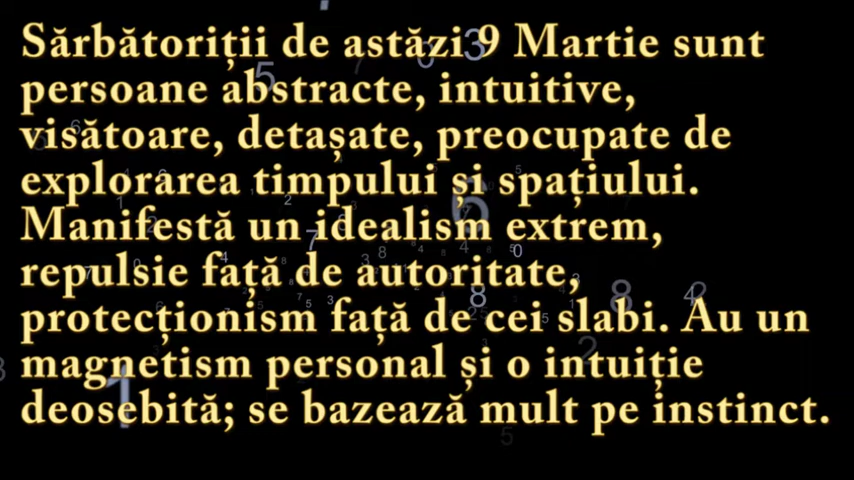 Sărbătoriții de astăzi 9 Martie sunt
persoane abstracte, intuitive,
visătoare, detașate, preocupate de
explorarea timpului și spațiului.
Manifestă un idealism extrem,
repulsie față de autoritate,
protecționism față de cei slabi. Au un
magnetism personal și o intuiție
deosebită; se bazează mult pe instinct.